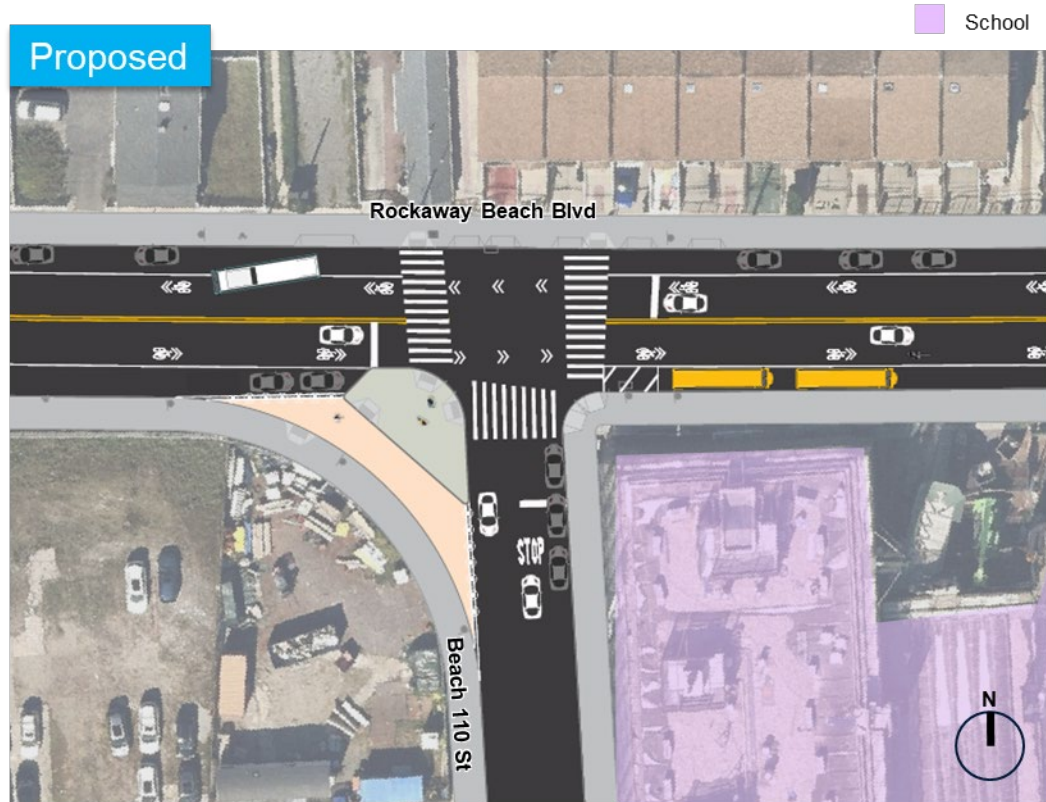 School
Proposed
Rockaway Beach Blvd
STOP
Beach 110 St
N